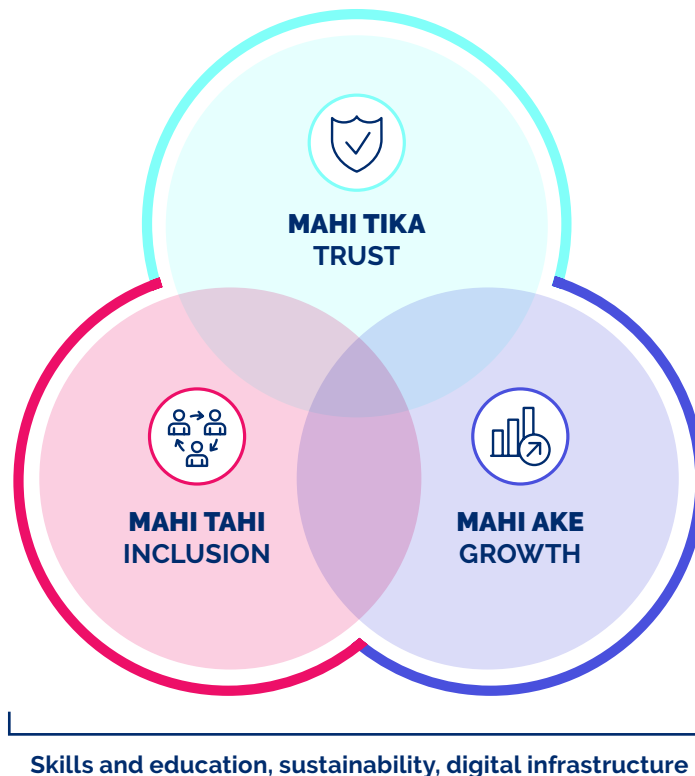 MAHI TIKA
TRUST
MAHI TAHI
INCLUSION
MAHI AKE
GROWTH
Skills and education, sustainability, digital infrastructure